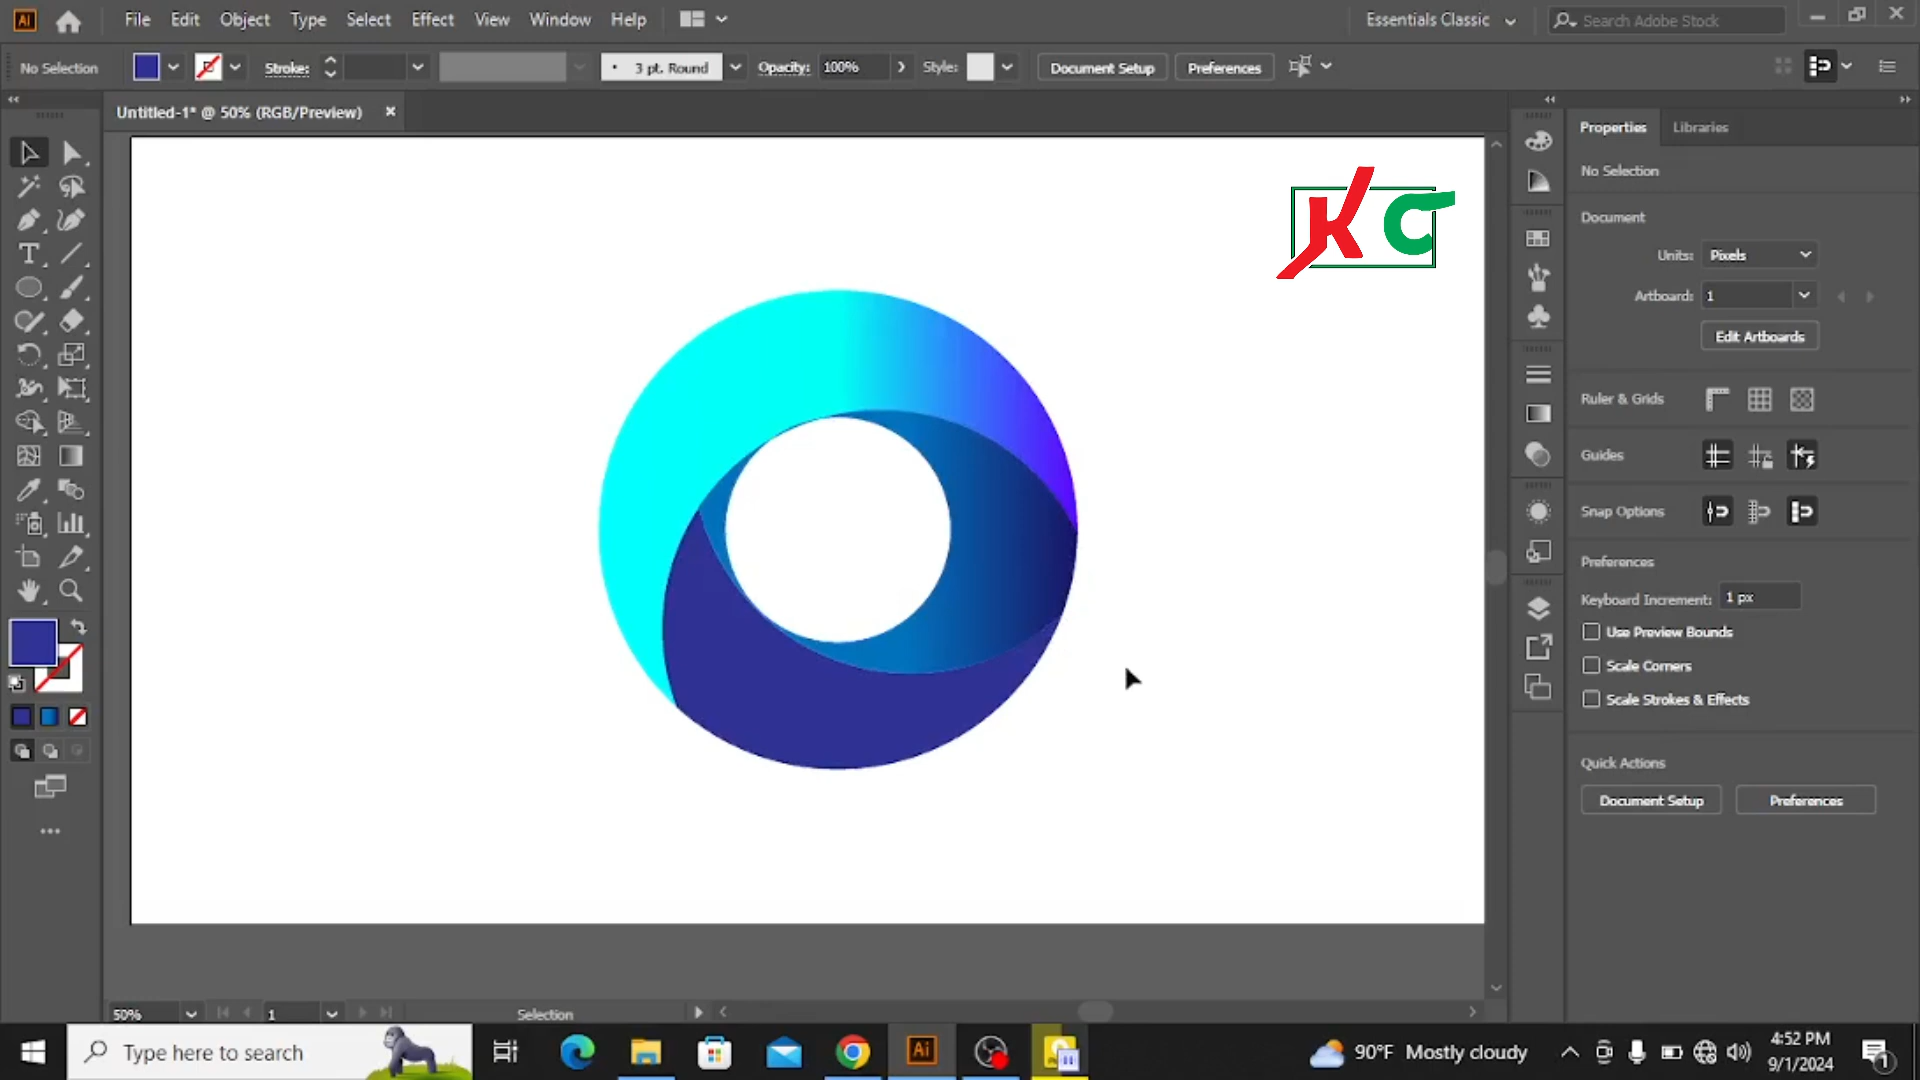 Ai File Edit Object Type Select Effect View Window Help Essentials Classic Search Adobe Stock
No Selection Stroke: 3 pt. Round Opacity: 100% Style: Document Setup Preferences
Untitled-1* @ 50% (RGB/Preview) ×
Properties Libraries
No Selection
Document
Units: Pixels
Artboard: 1
Edit Artboards
Ruler & Grids
Guides
Snap Options
Preferences
Keyboard Increment: 1 px
Use Preview Bounds
Scale Corners
Scale Strokes & Effects
Quick Actions
Document Setup Preferences
KC
50% 1 Selection
Type here to search Ai 90°F Mostly cloudy 4:52 PM
9/1/2024 1